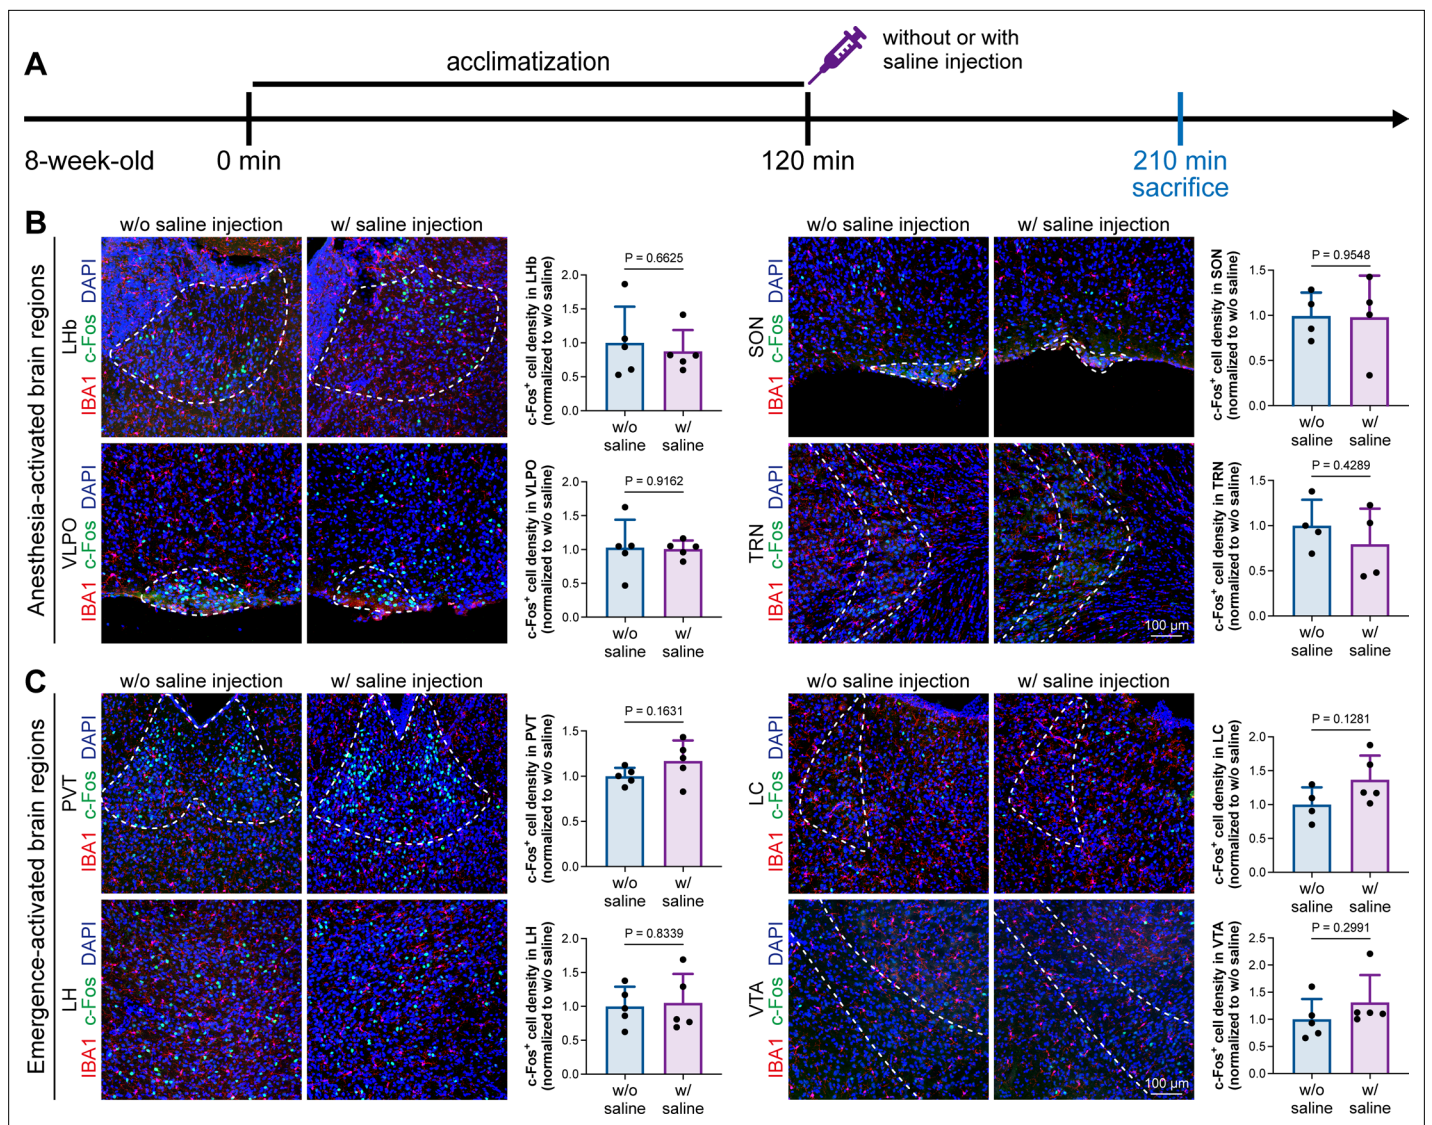 A
acclimatization
without or with
saline injection
8-week-old
0 min
120 min
210 min
sacrifice
B
Anesthesia-activated brain regions
w/o saline injection
w/ saline injection
LHb
IBA1 c-Fos DAPI
c-Fos+ cell density in LHb
(normalized to w/o saline)
P = 0.6625
2.0
1.5
1.0
0.5
0.0
w/o
saline
w/
saline
w/o saline injection
w/ saline injection
SON
IBA1 c-Fos DAPI
c-Fos+ cell density in SON
(normalized to w/o saline)
P = 0.9548
1.5
1.0
0.5
0.0
w/o
saline
w/
saline
VLPO
IBA1 c-Fos DAPI
c-Fos+ cell density in VLPO
(normalized to w/o saline)
P = 0.9162
2.0
1.5
1.0
0.5
0.0
w/o
saline
w/
saline
TRN
IBA1 c-Fos DAPI
100 µm
c-Fos+ cell density in TRN
(normalized to w/o saline)
P = 0.4289
1.5
1.0
0.5
0.0
w/o
saline
w/
saline
C
Emergence-activated brain regions
w/o saline injection
w/ saline injection
PVT
IBA1 c-Fos DAPI
c-Fos+ cell density in PVT
(normalized to w/o saline)
P = 0.1631
1.5
1.0
0.5
0.0
w/o
saline
w/
saline
w/o saline injection
w/ saline injection
LC
IBA1 c-Fos DAPI
c-Fos+ cell density in LC
(normalized to w/o saline)
P = 0.1281
2.0
1.5
1.0
0.5
0.0
w/o
saline
w/
saline
LH
IBA1 c-Fos DAPI
c-Fos+ cell density in LH
(normalized to w/o saline)
P = 0.8339
2.0
1.5
1.0
0.5
0.0
w/o
saline
w/
saline
VTA
IBA1 c-Fos DAPI
100 µm
c-Fos+ cell density in VTA
(normalized to w/o saline)
P = 0.2991
2.5
2.0
1.5
1.0
0.5
0.0
w/o
saline
w/
saline